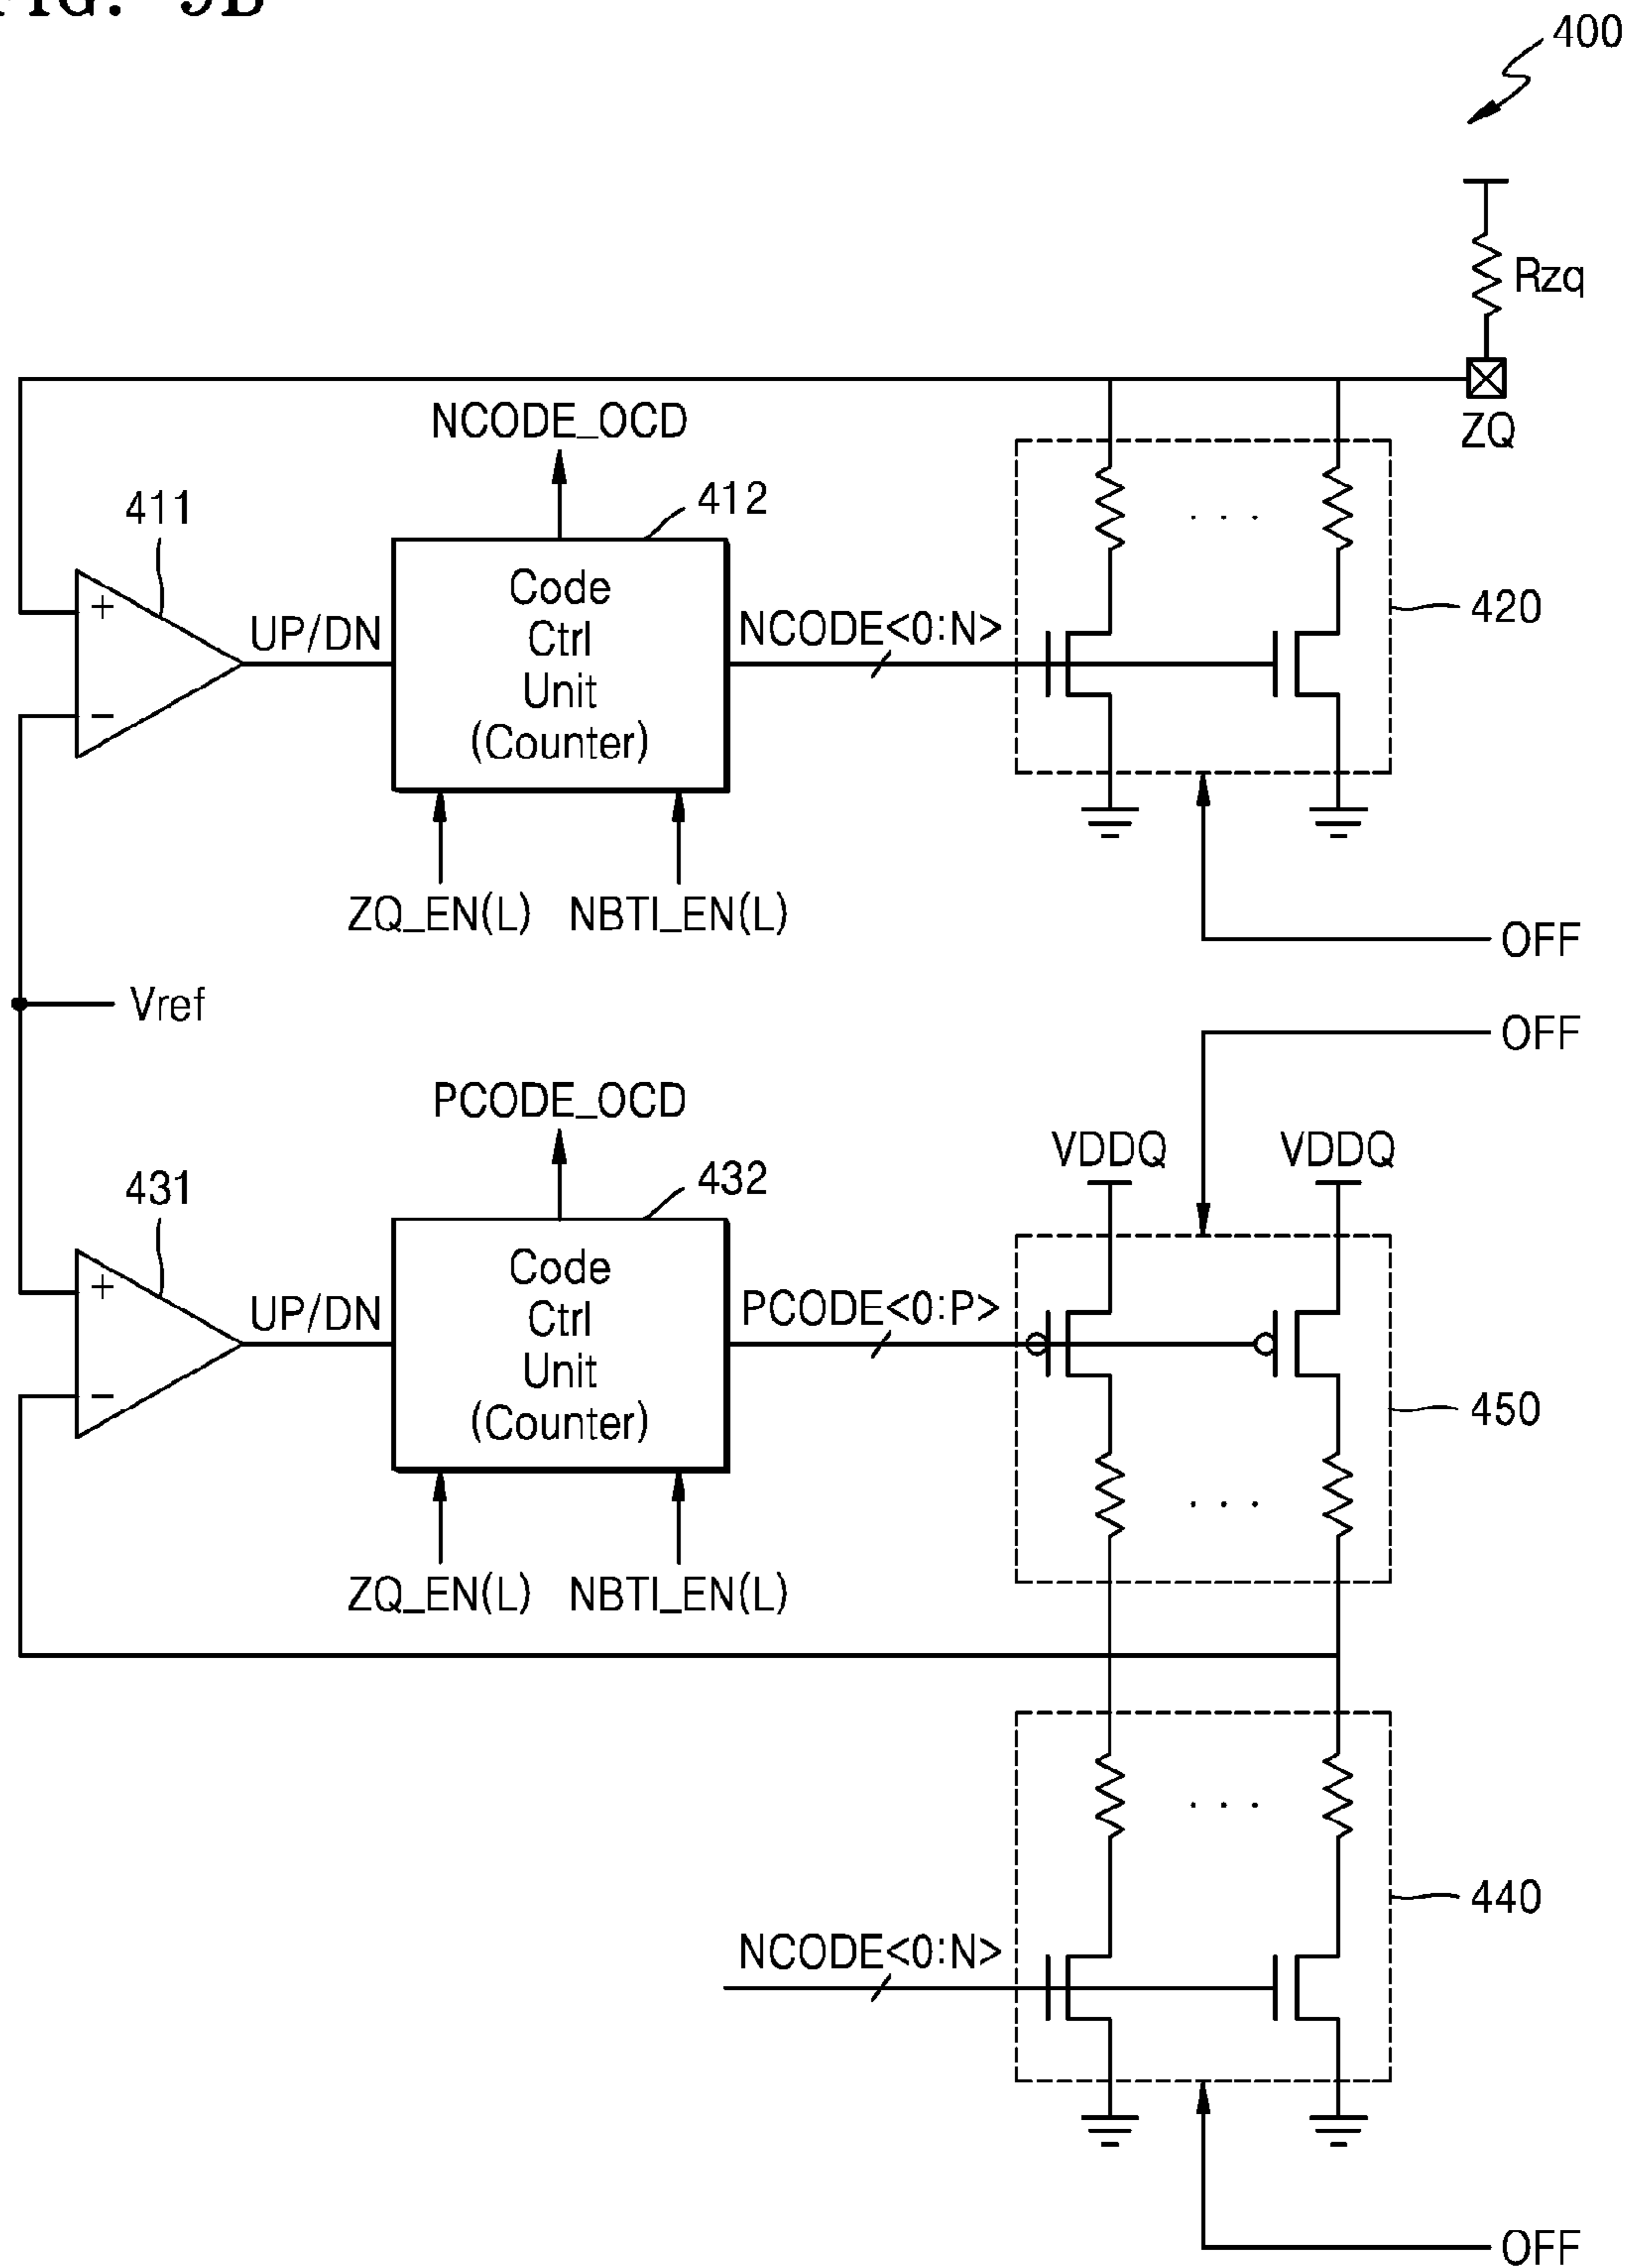 FIG. 5B
400
Rzq
ZQ
NCODE_OCD
411
412
+
−
UP/DN
Code
Ctrl
Unit
(Counter)
NCODE<0:N>
. . .
420
ZQ_EN(L)
NBTI_EN(L)
OFF
Vref
OFF
PCODE_OCD
VDDQ
VDDQ
431
432
+
−
UP/DN
Code
Ctrl
Unit
(Counter)
PCODE<0:P>
450
. . .
ZQ_EN(L)
NBTI_EN(L)
. . .
440
NCODE<0:N>
OFF